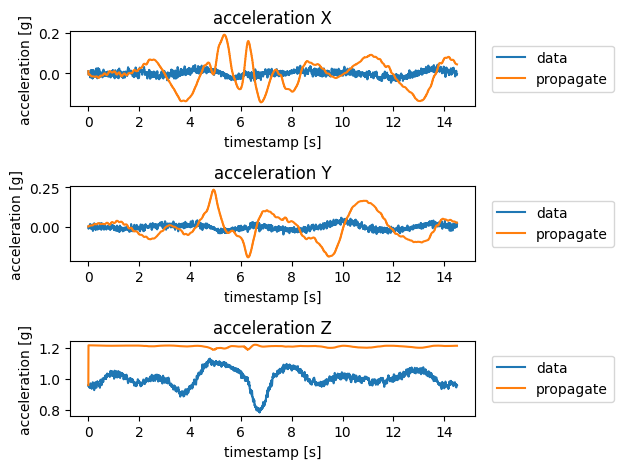 acceleration X
acceleration [g]
0.2
0.0
0 2 4 6 8 10 12 14
timestamp [s]
data
propagate
acceleration Y
acceleration [g]
0.25
0.00
0 2 4 6 8 10 12 14
timestamp [s]
data
propagate
acceleration Z
acceleration [g]
1.2
1.0
0.8
0 2 4 6 8 10 12 14
timestamp [s]
data
propagate